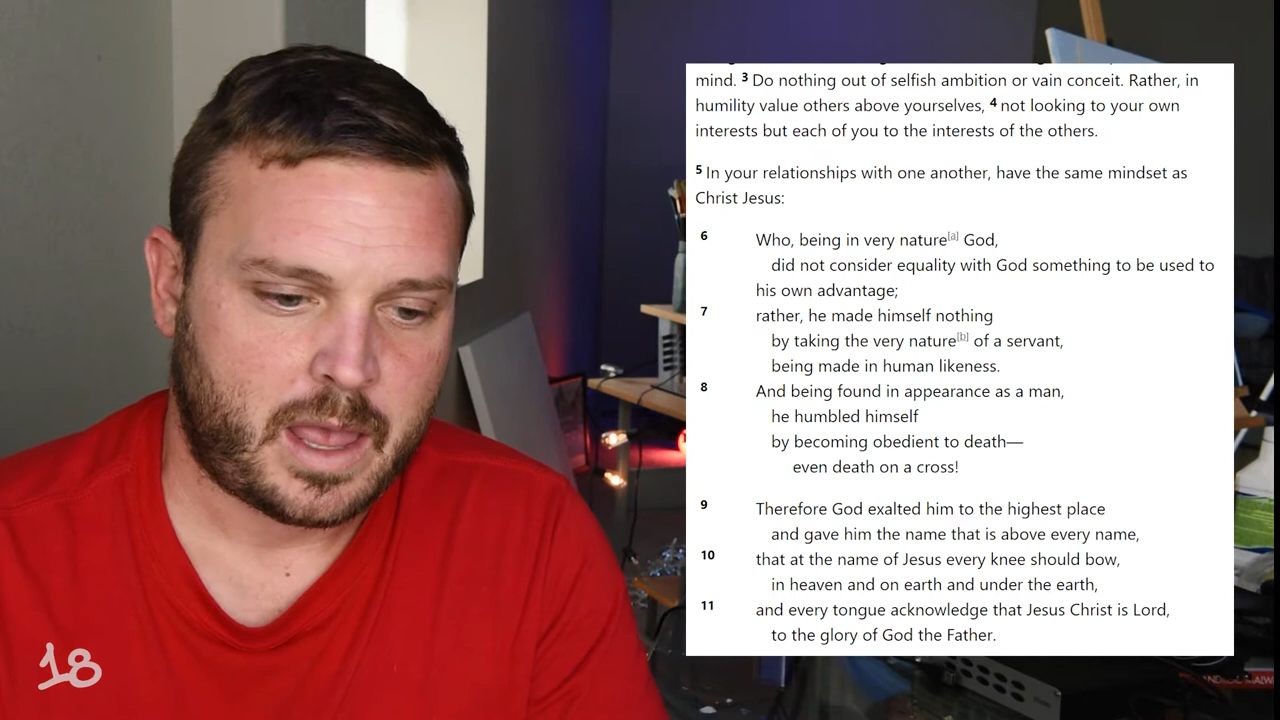 mind. 3 Do nothing out of selfish ambition or vain conceit. Rather, in
humility value others above yourselves, 4 not looking to your own
interests but each of you to the interests of the others.
5 In your relationships with one another, have the same mindset as
Christ Jesus:
6 Who, being in very nature[a] God,
did not consider equality with God something to be used to
his own advantage;
7 rather, he made himself nothing
by taking the very nature[b] of a servant,
being made in human likeness.
8 And being found in appearance as a man,
he humbled himself
by becoming obedient to death—
even death on a cross!
9 Therefore God exalted him to the highest place
and gave him the name that is above every name,
10 that at the name of Jesus every knee should bow,
in heaven and on earth and under the earth,
11 and every tongue acknowledge that Jesus Christ is Lord,
to the glory of God the Father.
18